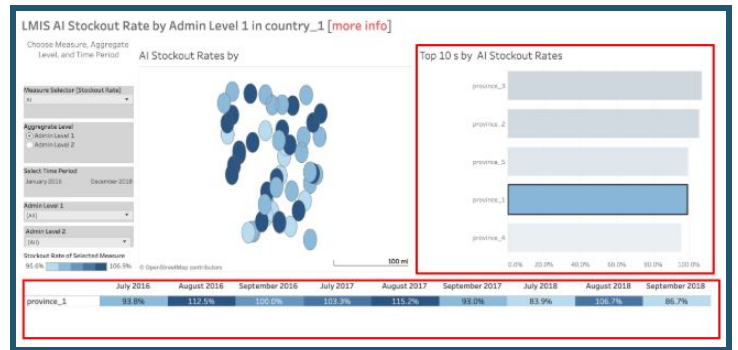 LMIS AI Stockout Rate by Admin Level 1 in country_1 [more info]
Choose Measure, Aggregate
Level, and Time Period
AI Stockout Rates by
Top 10 s by AI Stockout Rates
Measure Selector (Stockout Rate)
AI
Aggregrate Level
Admin Level 1
Admin Level 2
Select Time Period
January 2016 December 2018
Admin Level 1
(All)
Admin Level 2
(All)
Stockout Rate of Selected Measure
106.9%
© OpenStreetMap contributors
100 mi
province_3
province_2
province_5
province_1
province_4
0.0% 20.0% 40.0% 60.0% 80.0% 100.0%
July 2016 August 2016 September 2016 July 2017 August 2017 September 2017 July 2018 August 2018 September 2018
province_1 93.8% 112.5% 100.0% 103.3% 115.2% 93.0% 83.9% 106.7% 86.7%